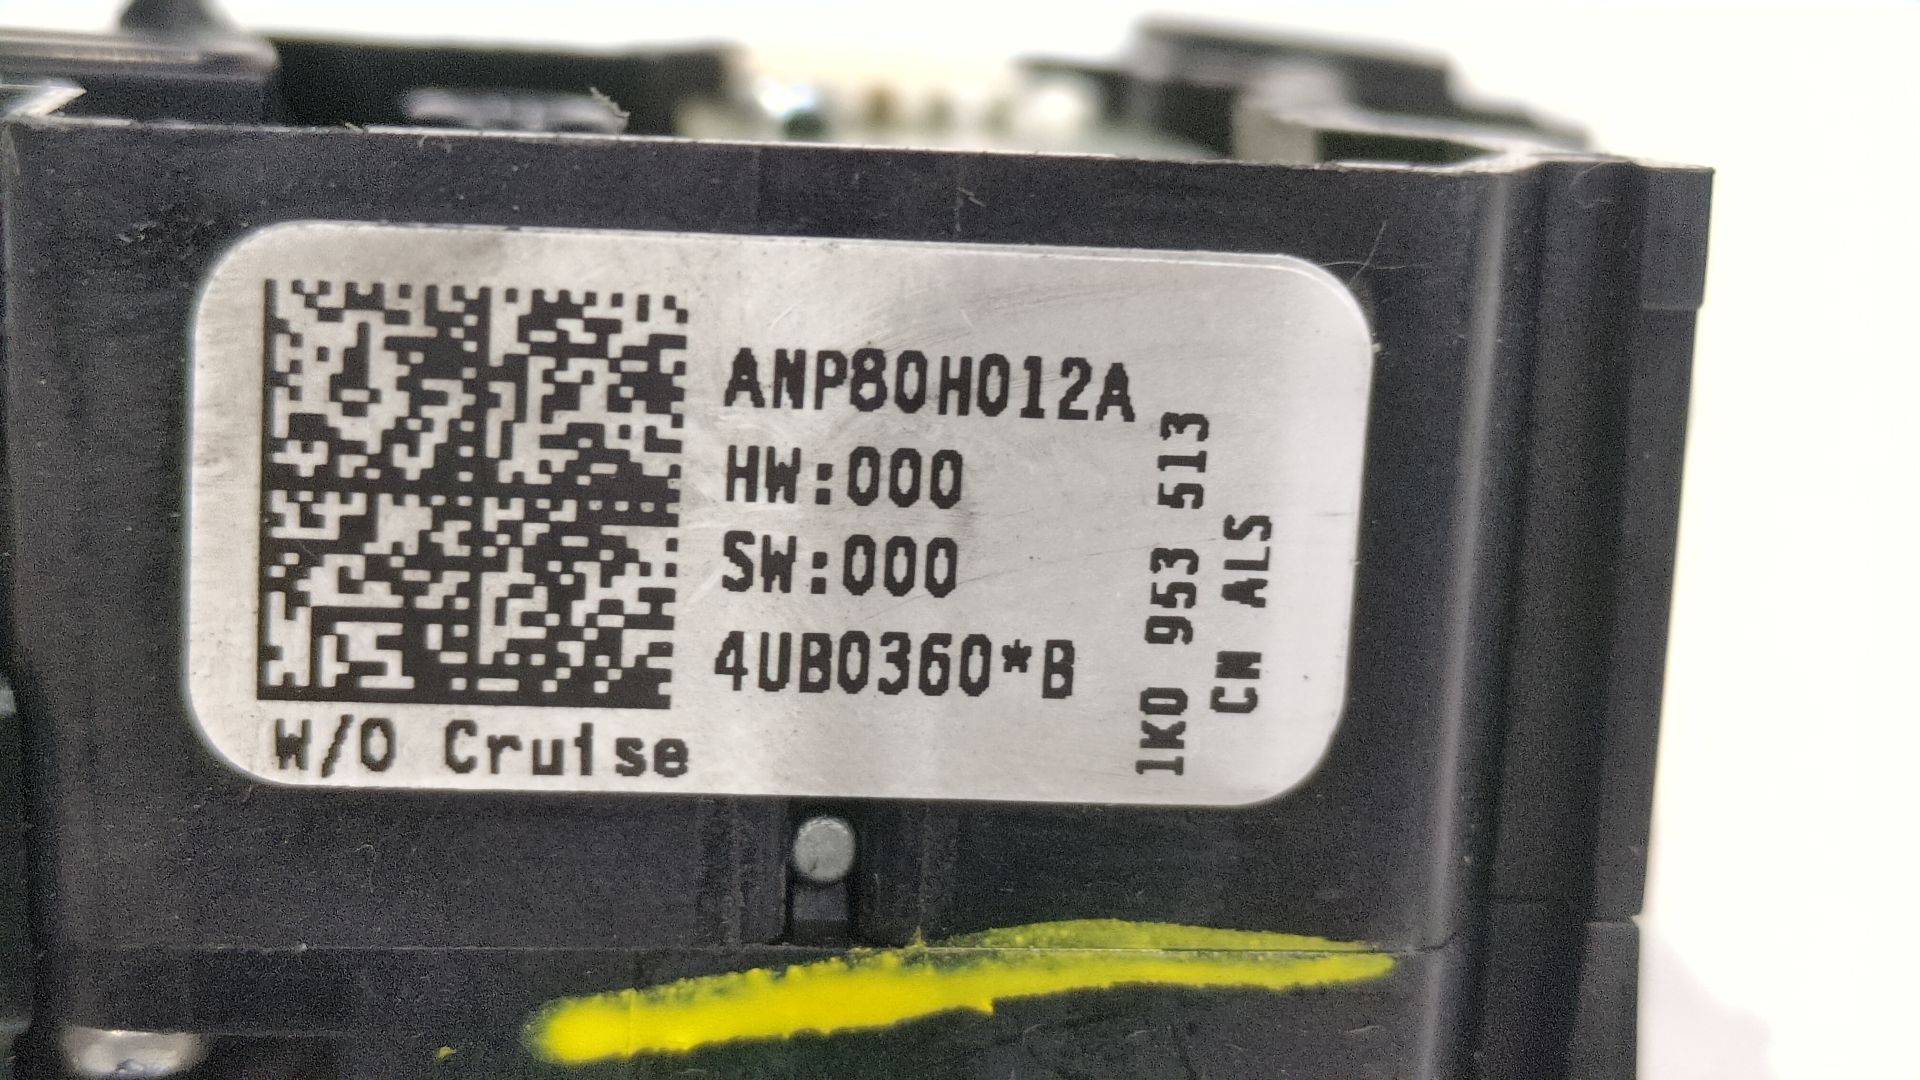 ANP80H012A
HW:000
SW:000
4UB0360*B
W/O Cruise
1K0 953 513
CN ALS